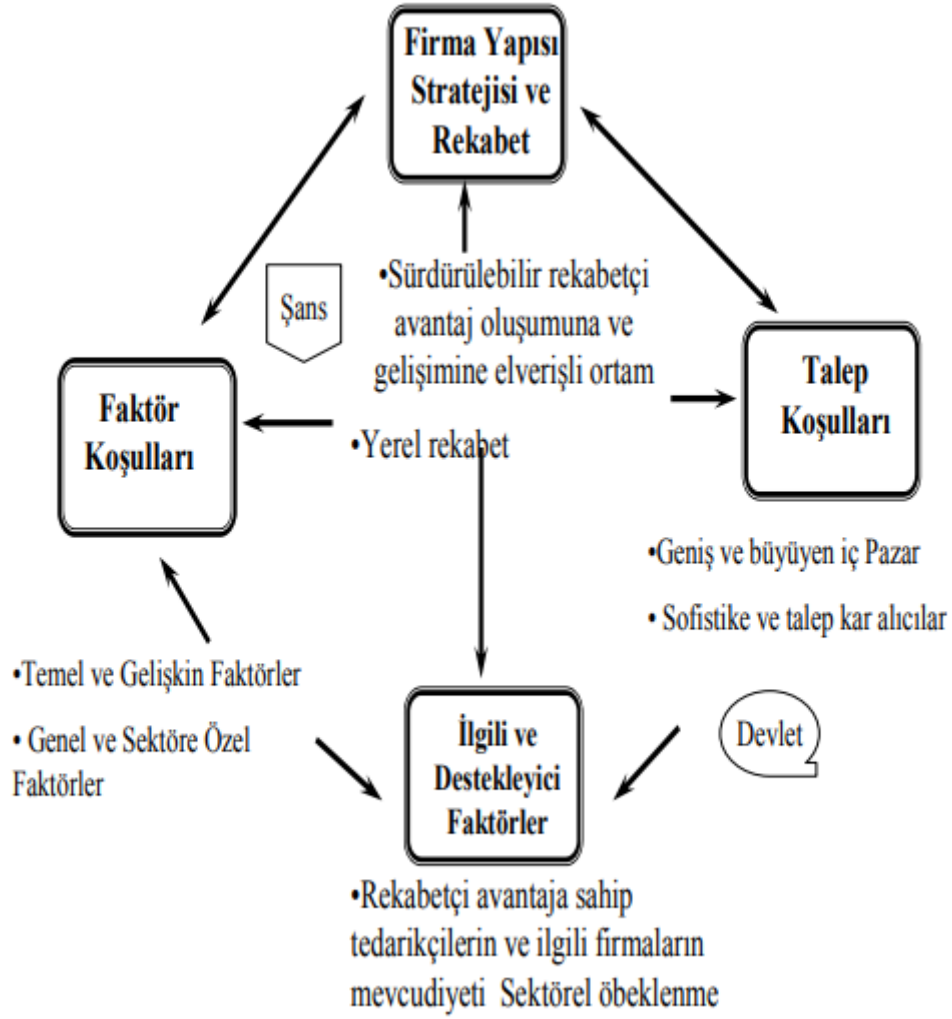 Firma Yapısı
Stratejisi ve
Rekabet
Şans
•Sürdürülebilir rekabetçi
avantaj oluşumuna ve
gelişimine elverişli ortam
•Yerel rekabet
Faktör
Koşulları
Talep
Koşulları
•Geniş ve büyüyen iç Pazar
• Sofistike ve talep kar alıcılar
•Temel ve Gelişkin Faktörler
• Genel ve Sektöre Özel
Faktörler
İlgili ve
Destekleyici
Faktörler
Devlet
•Rekabetçi avantaja sahip
tedarikçilerin ve ilgili firmaların
mevcudiyeti Sektörel öbeklenme